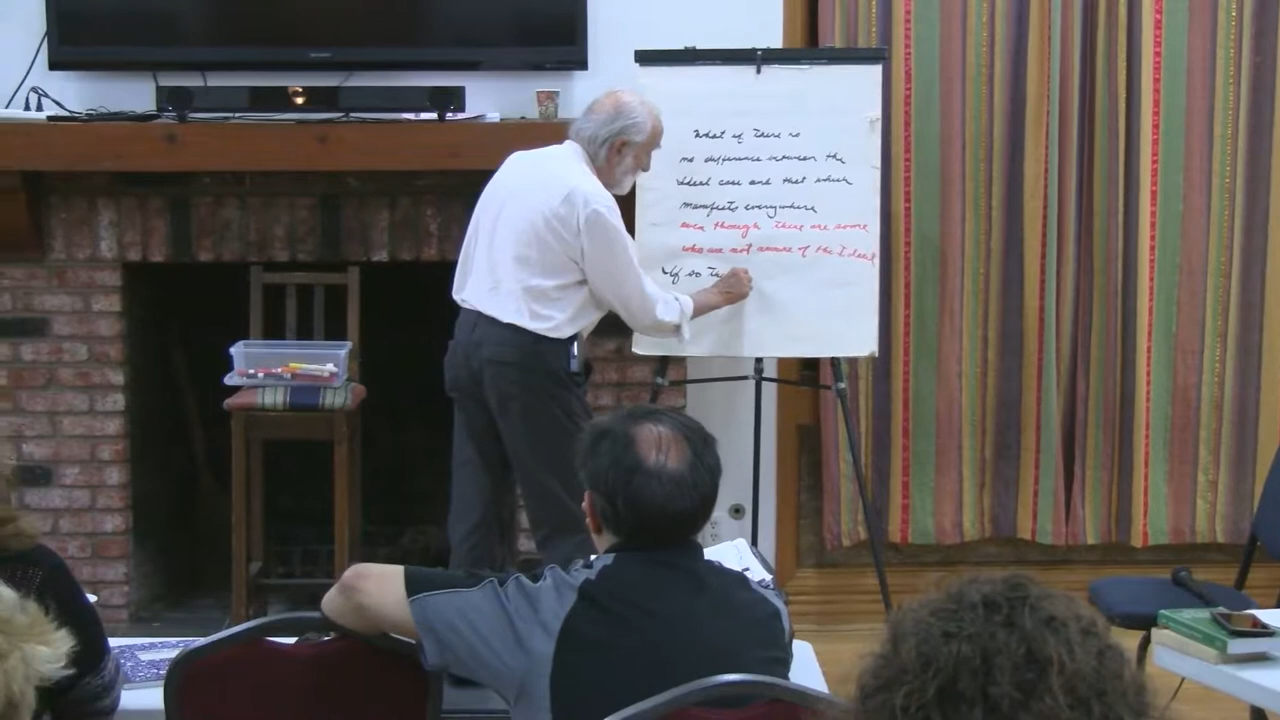 What if There is
no difference between the
Ideal case and that which
manifests everywhere
even though there are some
who are not aware of the Ideal
If so
SHARP